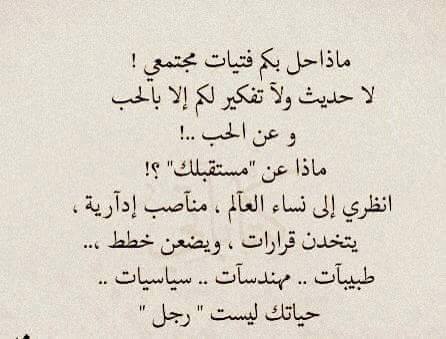 ماذاحل بكم فتيات مجتمعي !
لا حديث ولآ تفكير لكم إلا بالحب
و عن الحب ..!
ماذا عن "مستقبلك" ؟!
انظري إلى نساء العآلم ، منآصب إدآرية ،
يتخدن قرارات ، ويضعن خطط ،..
طبيبآت .. مهندسآت .. سياسيات ..
حياتك ليست " رجل "